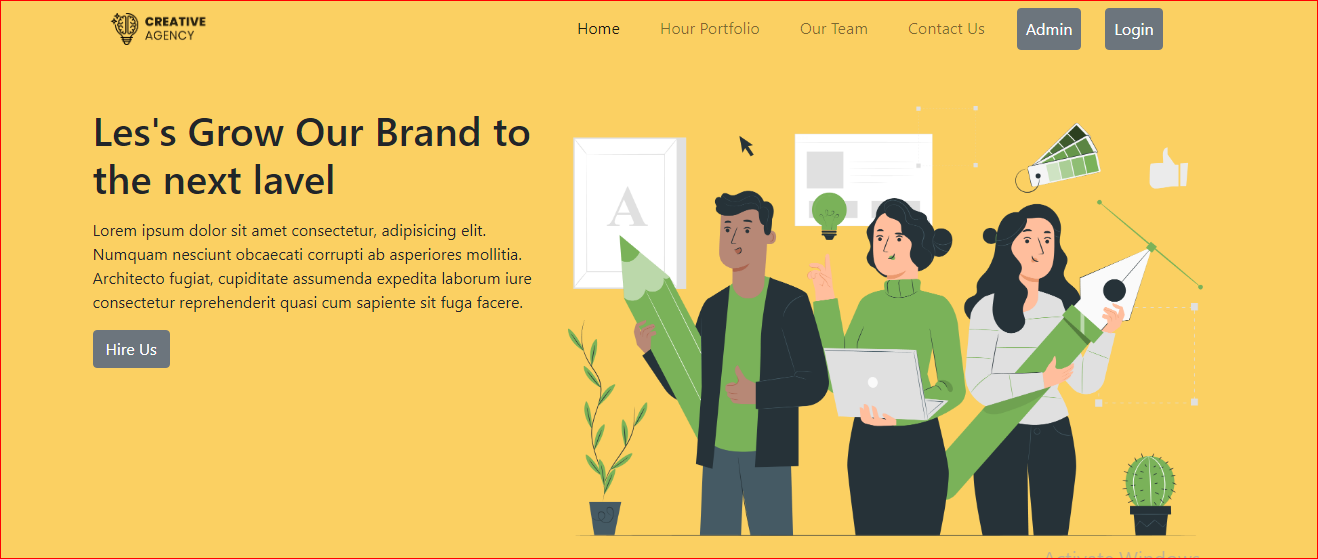 CREATIVE
AGENCY
Home Hour Portfolio Our Team Contact Us Admin Login
Les's Grow Our Brand to
the next lavel
Lorem ipsum dolor sit amet consectetur, adipisicing elit.
Numquam nesciunt obcaecati corrupti ab asperiores mollitia.
Architecto fugiat, cupiditate assumenda expedita laborum iure
consectetur reprehenderit quasi cum sapiente sit fuga facere.
Hire Us
A
Activate Windows